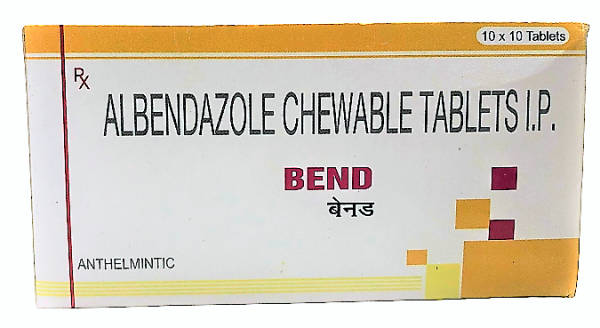 10 x 10 Tablets
Rx
ALBENDAZOLE CHEWABLE TABLETS I.P.
BEND
बेनड
ANTHELMINTIC